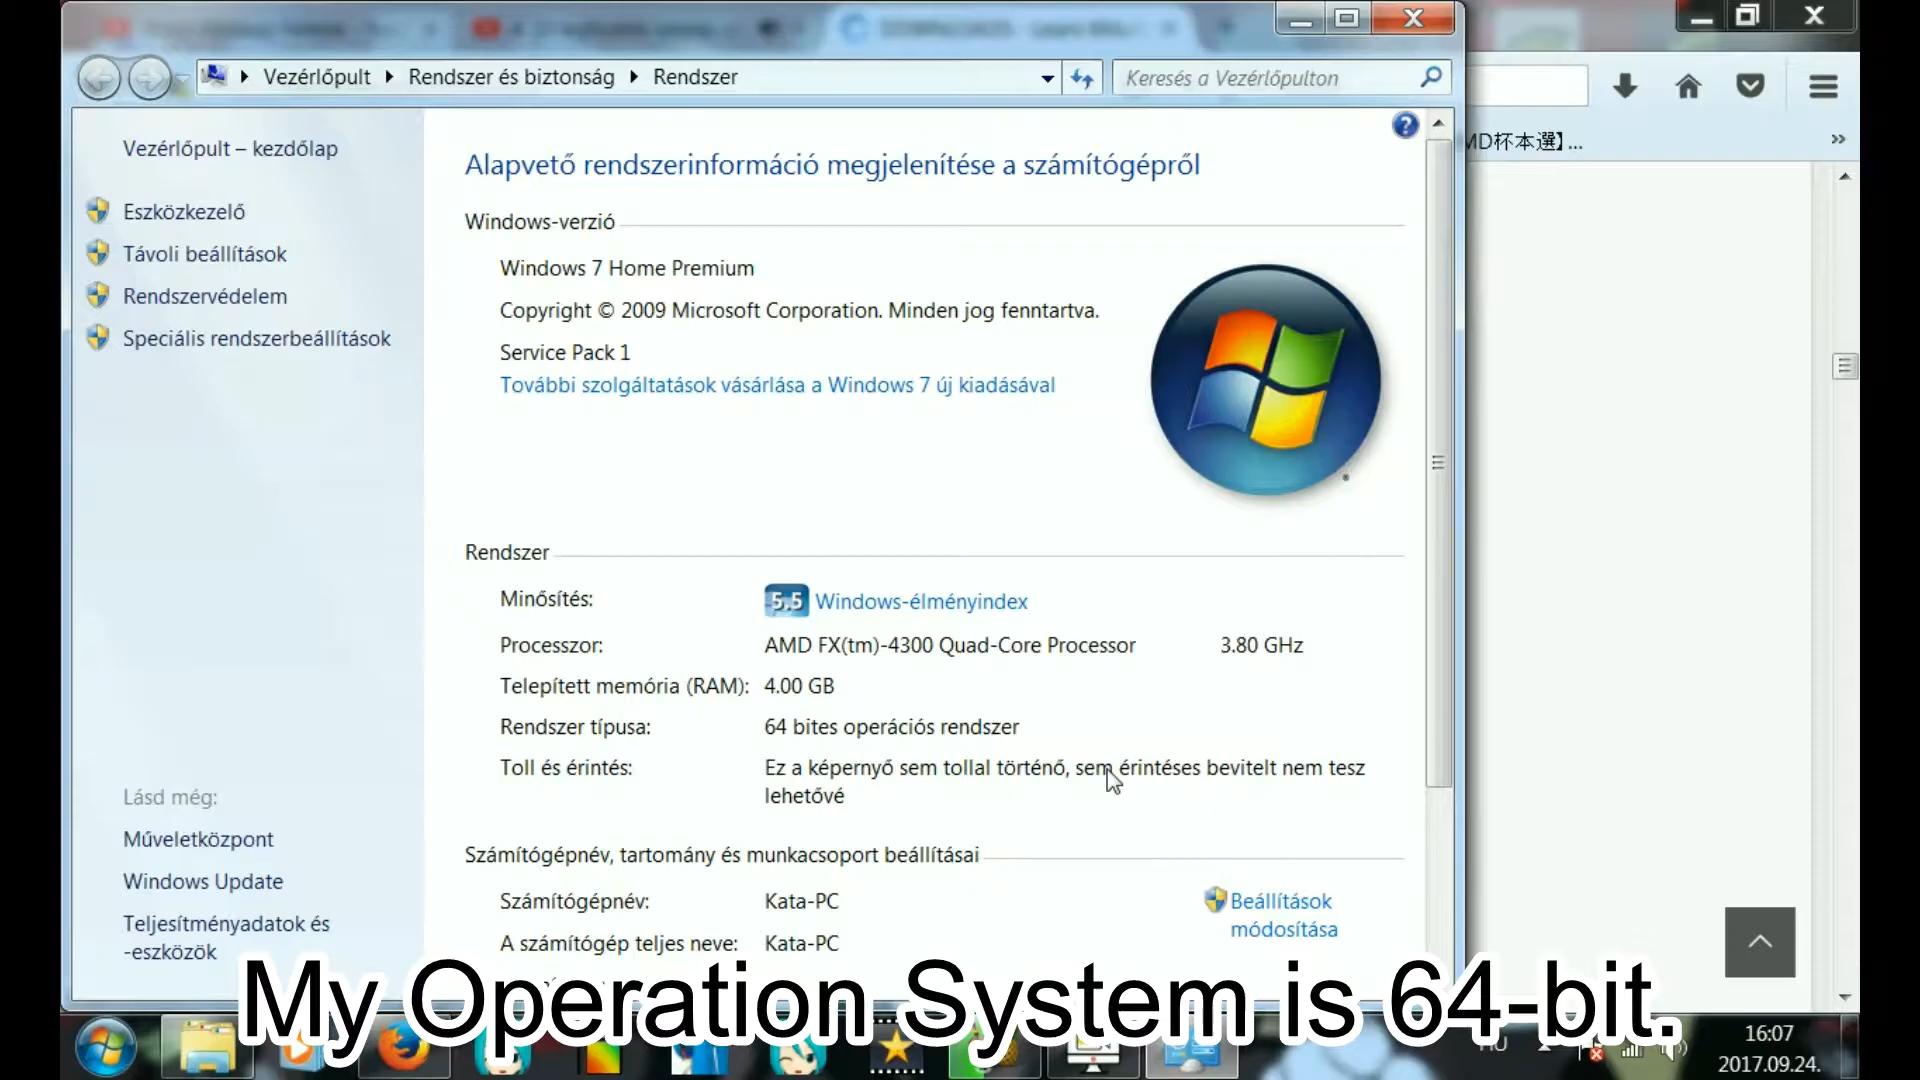 Vezérlőpult ▸ Rendszer és biztonság ▸ Rendszer
Keresés a Vezérlőpulton
MD杯本選】...
»
Vezérlőpult – kezdőlap
Eszközkezelő
Távoli beállítások
Rendszervédelem
Speciális rendszerbeállítások
Lásd még:
Műveletközpont
Windows Update
Teljesítményadatok és
-eszközök
Alapvető rendszerinformáció megjelenítése a számítógépről
Windows-verzió
Windows 7 Home Premium
Copyright © 2009 Microsoft Corporation. Minden jog fenntartva.
Service Pack 1
További szolgáltatások vásárlása a Windows 7 új kiadásával
Rendszer
Minősítés: 5.5 Windows-élményindex
Processzor: AMD FX(tm)-4300 Quad-Core Processor 3.80 GHz
Telepített memória (RAM): 4.00 GB
Rendszer típusa: 64 bites operációs rendszer
Toll és érintés: Ez a képernyő sem tollal történő, sem érintéses bevitelt nem tesz
lehetővé
Számítógépnév, tartomány és munkacsoport beállításai
Számítógépnév: Kata-PC
Beállítások
módosítása
A számítógép teljes neve: Kata-PC
My Operation System is 64-bit.
HU
16:07
2017.09.24.